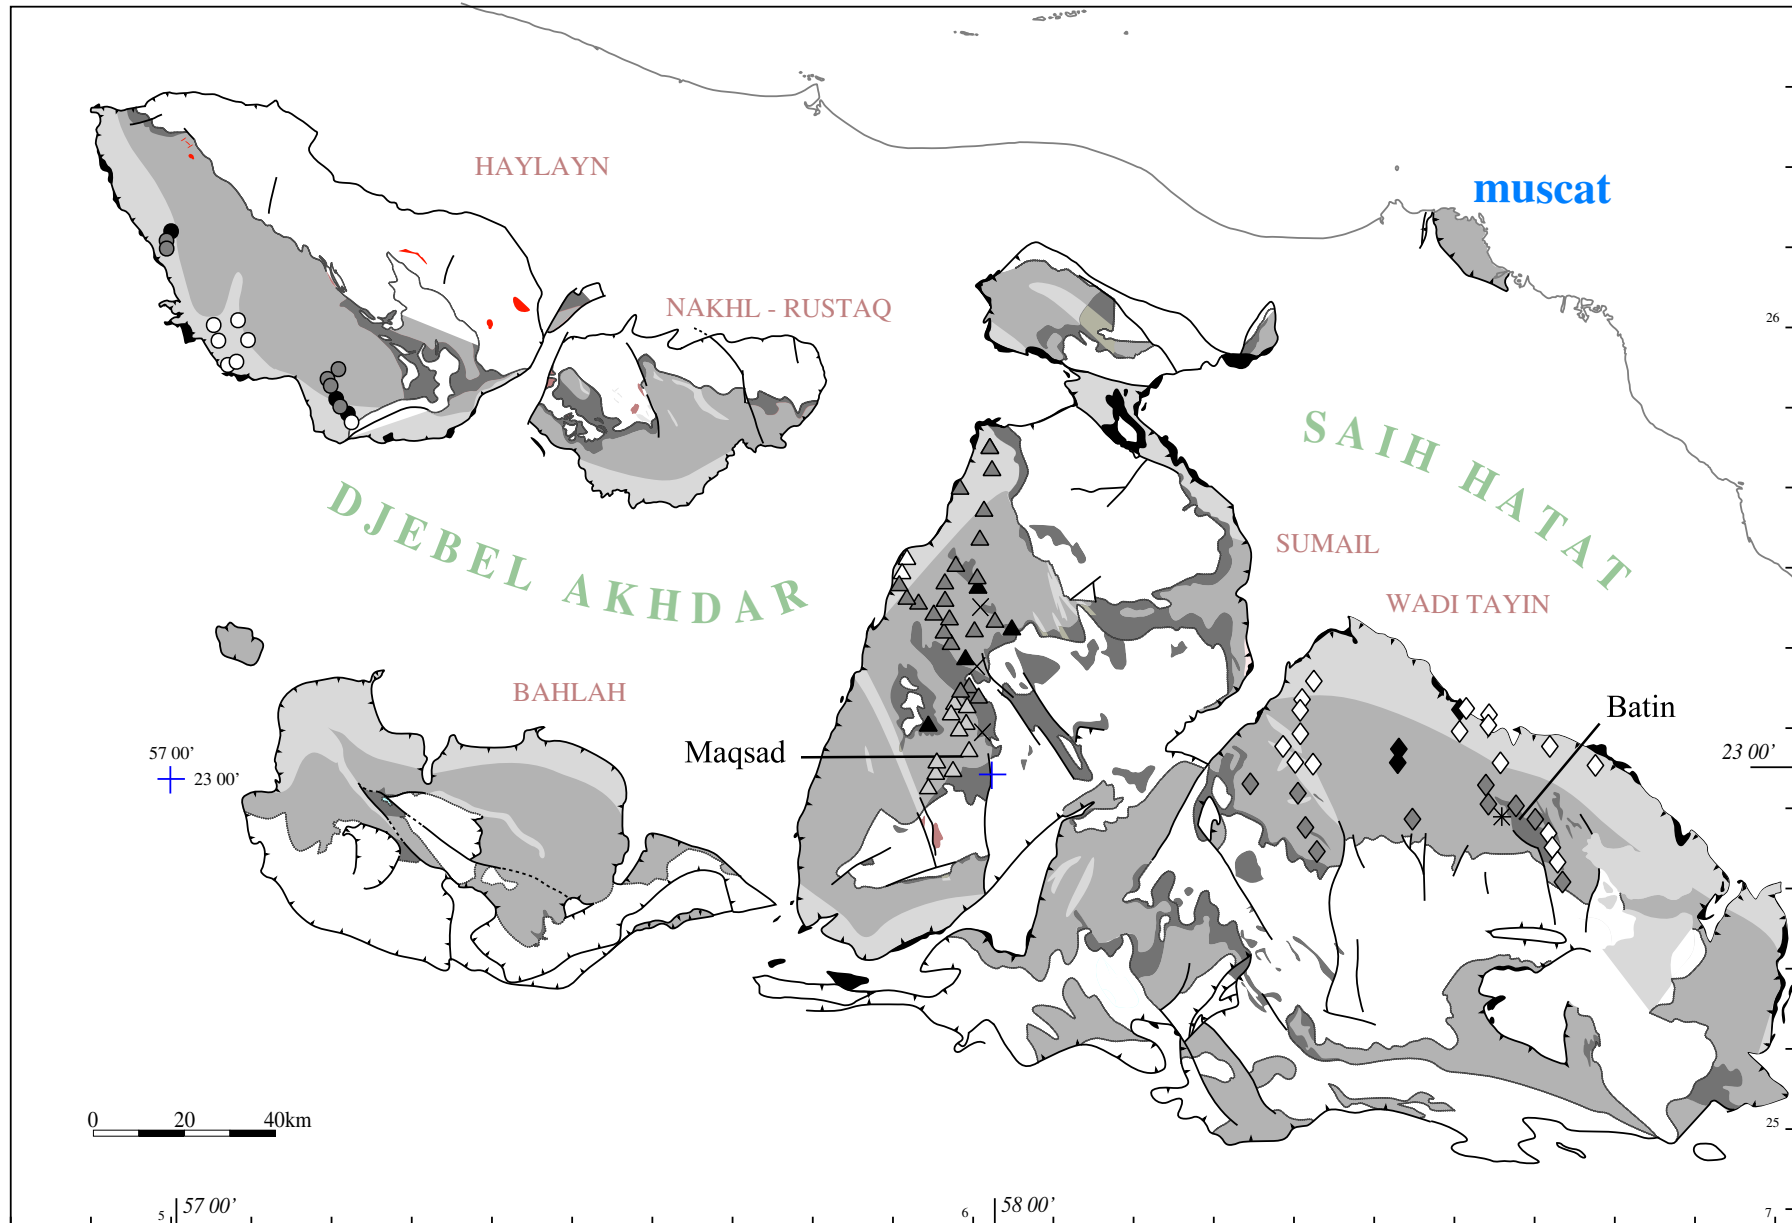 HAYLAYN
muscat
NAKHL - RUSTAQ
26
SAIH HATAT
DJEBEL AKHDAR
SUMAIL
WADI TAYIN
BAHLAH
Batin
Maqsad
57 00'
23 00'
23 00'
0 20 40km
25
5 57 00'
6 58 00'
7